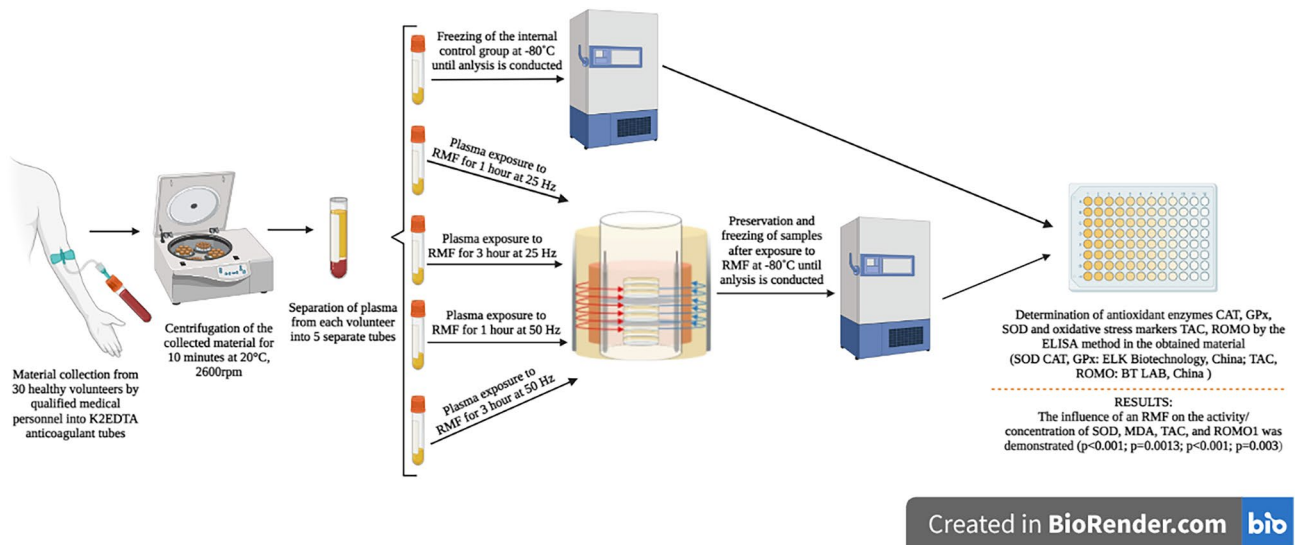 Freezing of the internal
control group at -80˚C
until anlysis is conducted
Plasma exposure to
RMF for 1 hour at 25 Hz
Plasma exposure to
RMF for 3 hour at 25 Hz
Plasma exposure to
RMF for 1 hour at 50 Hz
Plasma exposure to
RMF for 3 hour at 50 Hz
Material collection from
30 healthy volunteers by
qualified medical
personnel into K2EDTA
anticoagulant tubes
Centrifugation of the
collected material for
10 minutes at 20°C,
2600rpm
Separation of plasma
from each volunteer
into 5 separate tubes
Preservation and
freezing of samples
after exposure to
RMF at -80˚C until
anlysis is conducted
Determination of antioxidant enzymes CAT, GPx,
SOD and oxidative stress markers TAC, ROMO by the
ELISA method in the obtained material
(SOD CAT, GPx: ELK Biotechnology, China; TAC,
ROMO: BT LAB, China )
RESULTS:
The influence of an RMF on the activity/
concentration of SOD, MDA, TAC, and ROMO1 was
demonstrated (p<0.001; p=0.0013; p<0.001; p=0.003)
Created in BioRender.com bio